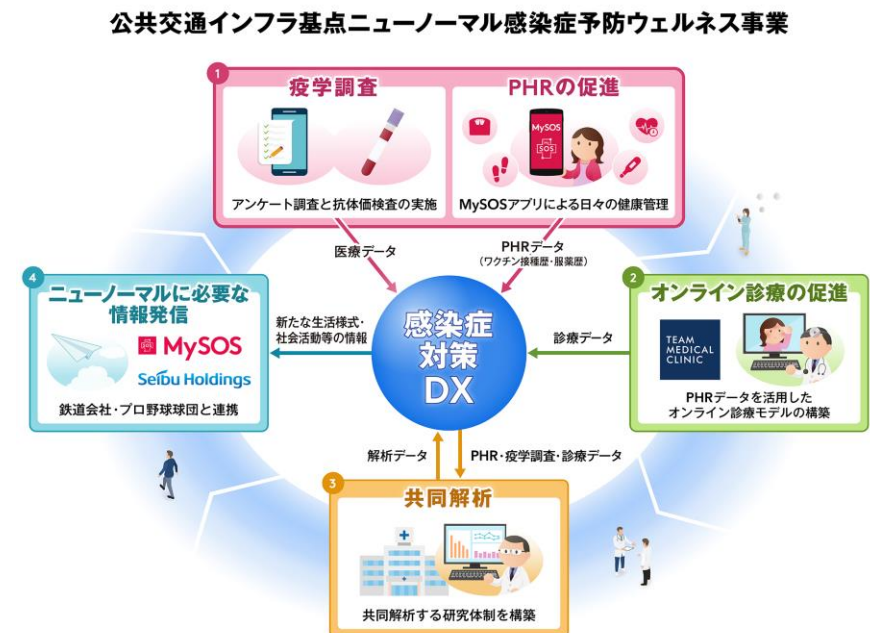 公共交通インフラ基点ニューノーマル感染症予防ウェルネス事業
1
疫学調査
アンケート調査と抗体価検査の実施
PHRの促進
MySOS
SOS
MySOSアプリによる日々の健康管理
医療データ
PHRデータ
(ワクチン接種歴・服薬歴)
4
ニューノーマルに必要な
情報発信
MySOS
Seibu Holdings
鉄道会社・プロ野球球団と連携
新たな生活様式・
社会活動等の情報
感染症
対策
DX
診療データ
2
オンライン診療の促進
TEAM
MEDICAL
CLINIC
PHRデータを活用した
オンライン診療モデルの構築
解析データ
PHR・疫学調査・診療データ
3
共同解析
共同解析する研究体制を構築